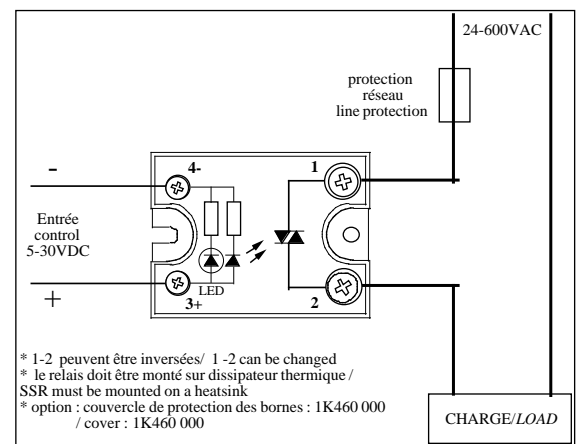 24-600VAC
protection
réseau
line protection
4-
1
-
Entrée
control
5-30VDC
+
LED
3+
2
* 1-2 peuvent être inversées/ 1 -2 can be changed
* le relais doit être monté sur dissipateur thermique /
SSR must be mounted on a heatsink
* option : couvercle de protection des bornes : 1K460 000
/ cover : 1K460 000
CHARGE/LOAD